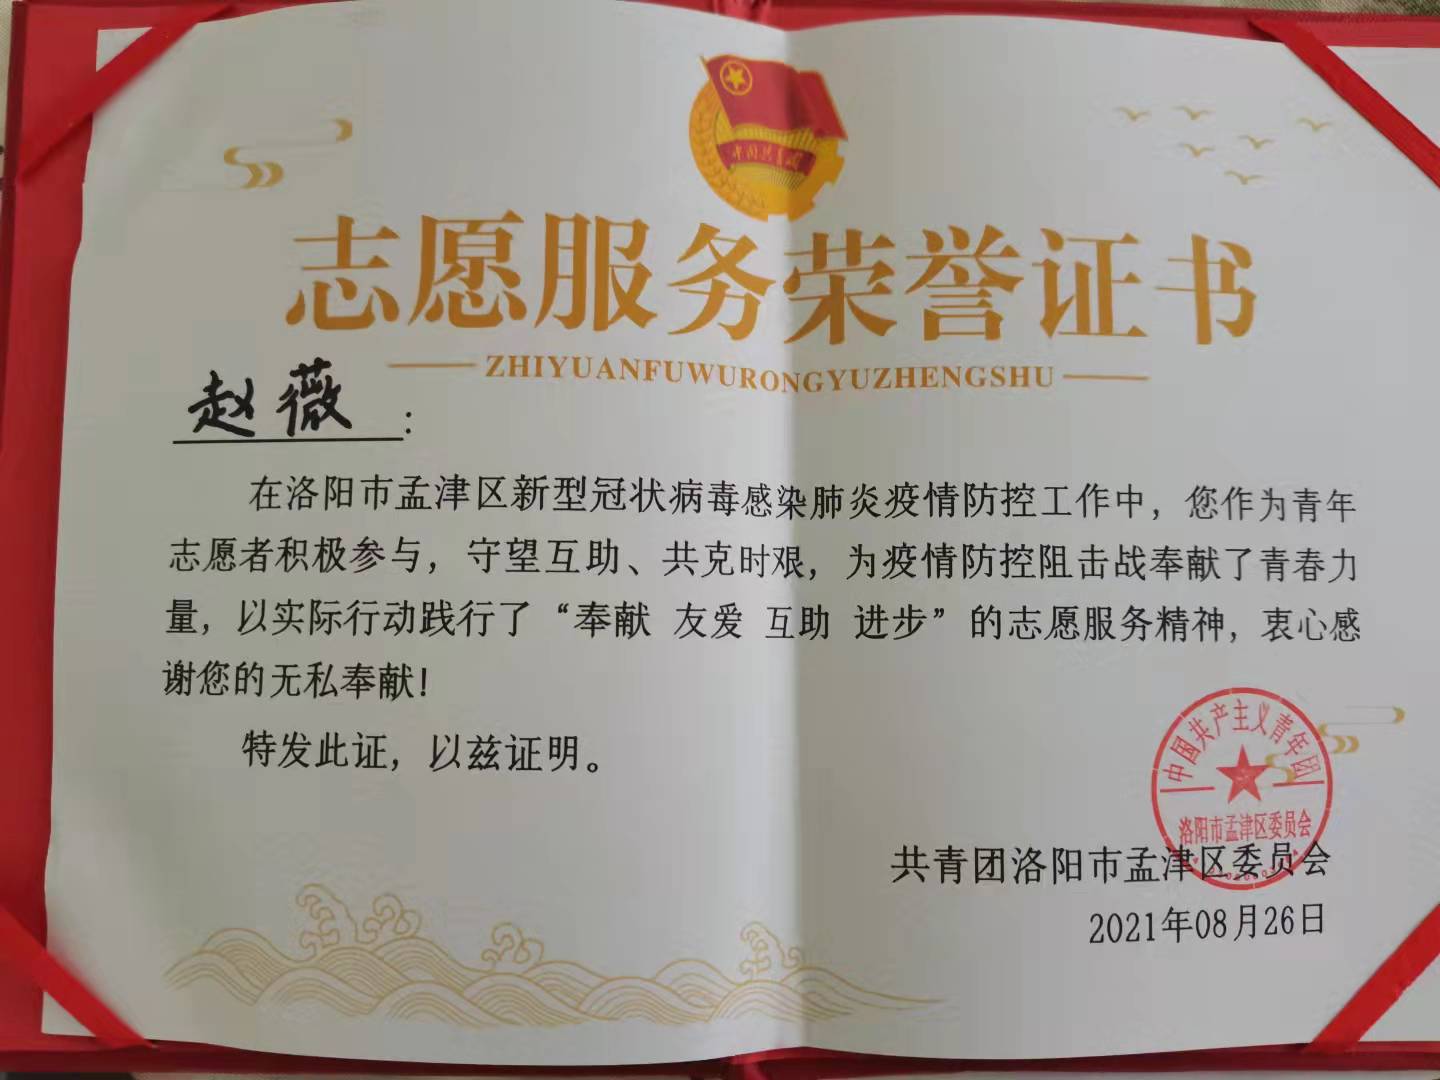 中国共青团
志愿服务荣誉证书
ZHIYUANFUWURONGYUZHENGSHU
赵薇：
在洛阳市孟津区新型冠状病毒感染肺炎疫情防控工作中，您作为青年
志愿者积极参与，守望互助、共克时艰，为疫情防控阻击战奉献了青春力
量，以实际行动践行了“奉献 友爱 互助 进步”的志愿服务精神，衷心感
谢您的无私奉献！
特发此证，以兹证明。
中国共产主义青年团
洛阳市孟津区委员会
共青团洛阳市孟津区委员会
2021年08月26日